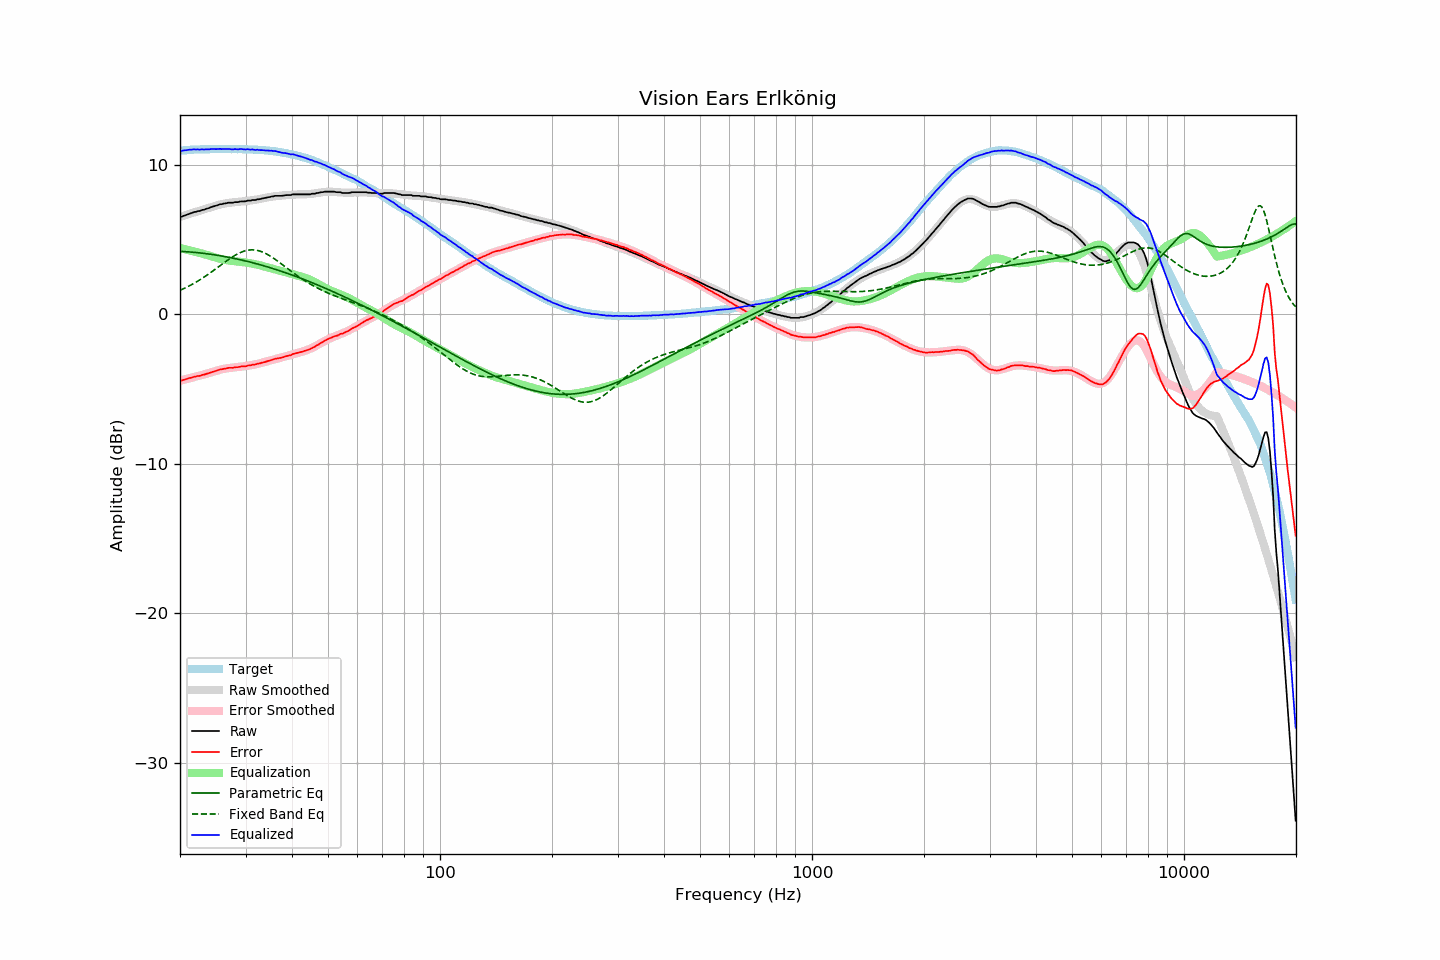 Vision Ears Erlkönig
Amplitude (dBr)
10
0
−10
−20
−30
Target
Raw Smoothed
Error Smoothed
Raw
Error
Equalization
Parametric Eq
Fixed Band Eq
Equalized
100 1000 10000
Frequency (Hz)